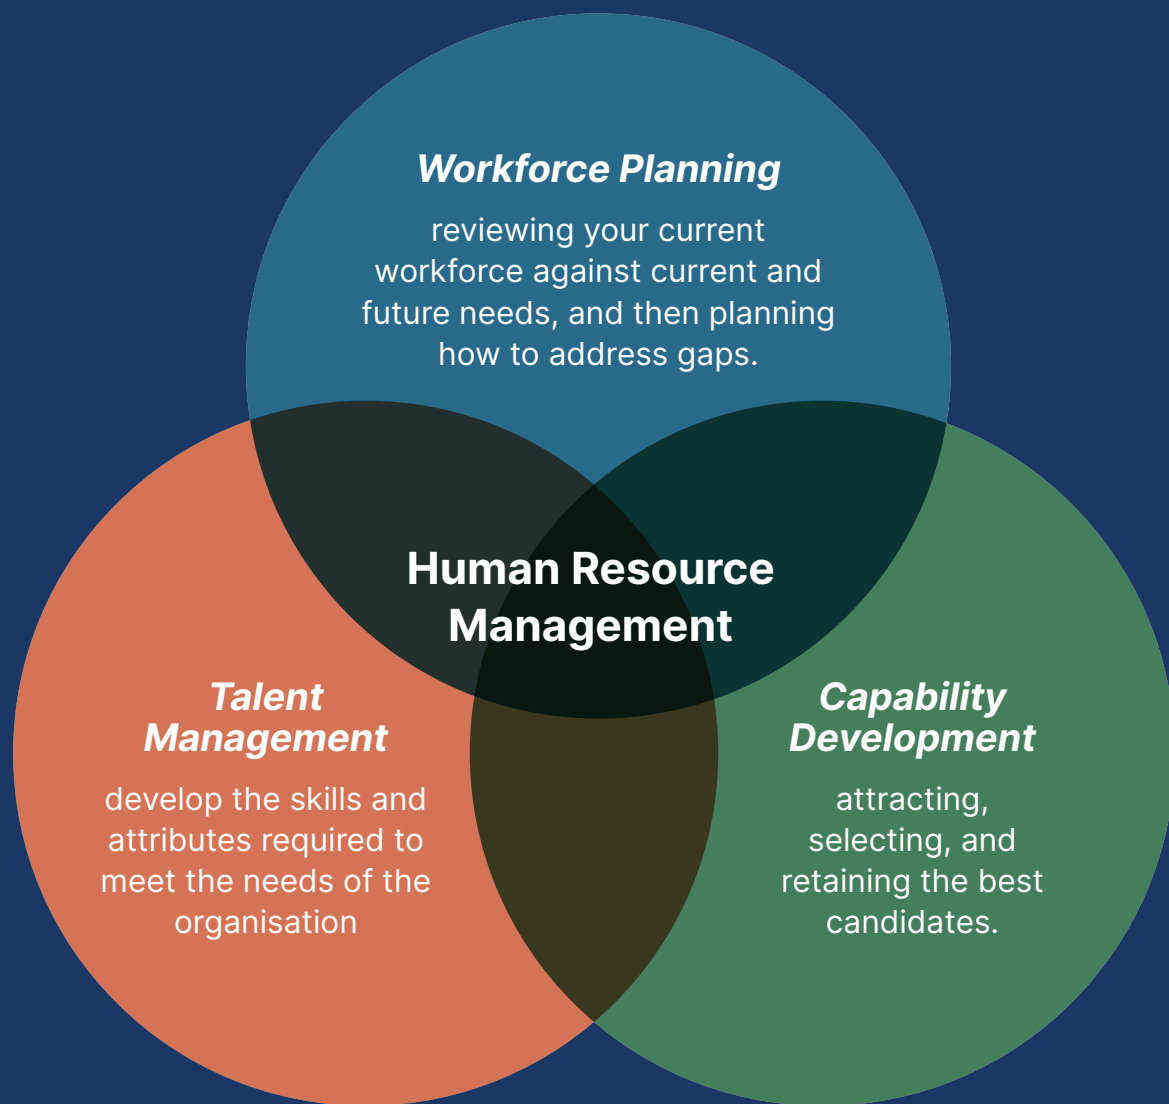 Workforce Planning
reviewing your current
workforce against current and
future needs, and then planning
how to address gaps.
Human Resource
Management
Talent
Management
develop the skills and
attributes required to
meet the needs of the
organisation
Capability
Development
attracting,
selecting, and
retaining the best
candidates.